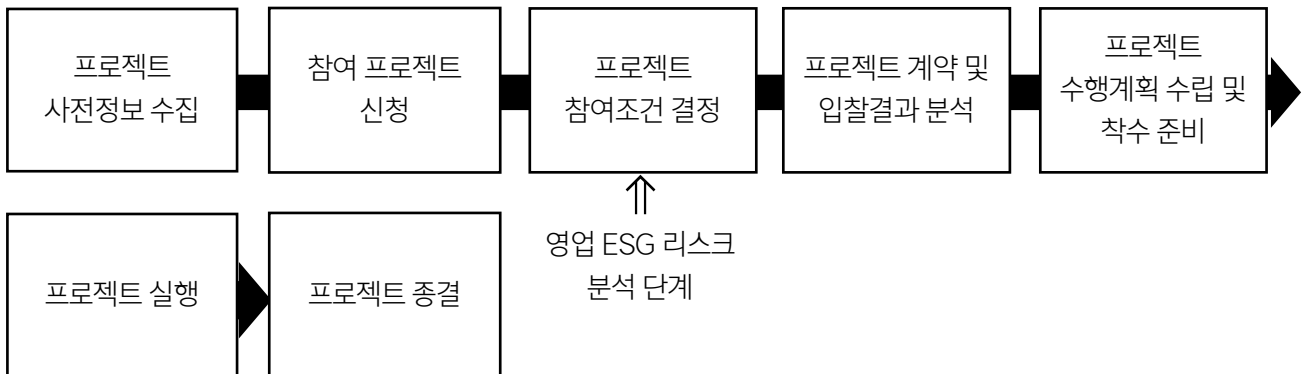 프로젝트
사전정보 수집
참여 프로젝트
신청
프로젝트
참여조건 결정
프로젝트 계약 및
입찰결과 분석
프로젝트
수행계획 수립 및
착수 준비
영업 ESG 리스크
분석 단계
프로젝트 실행
프로젝트 종결